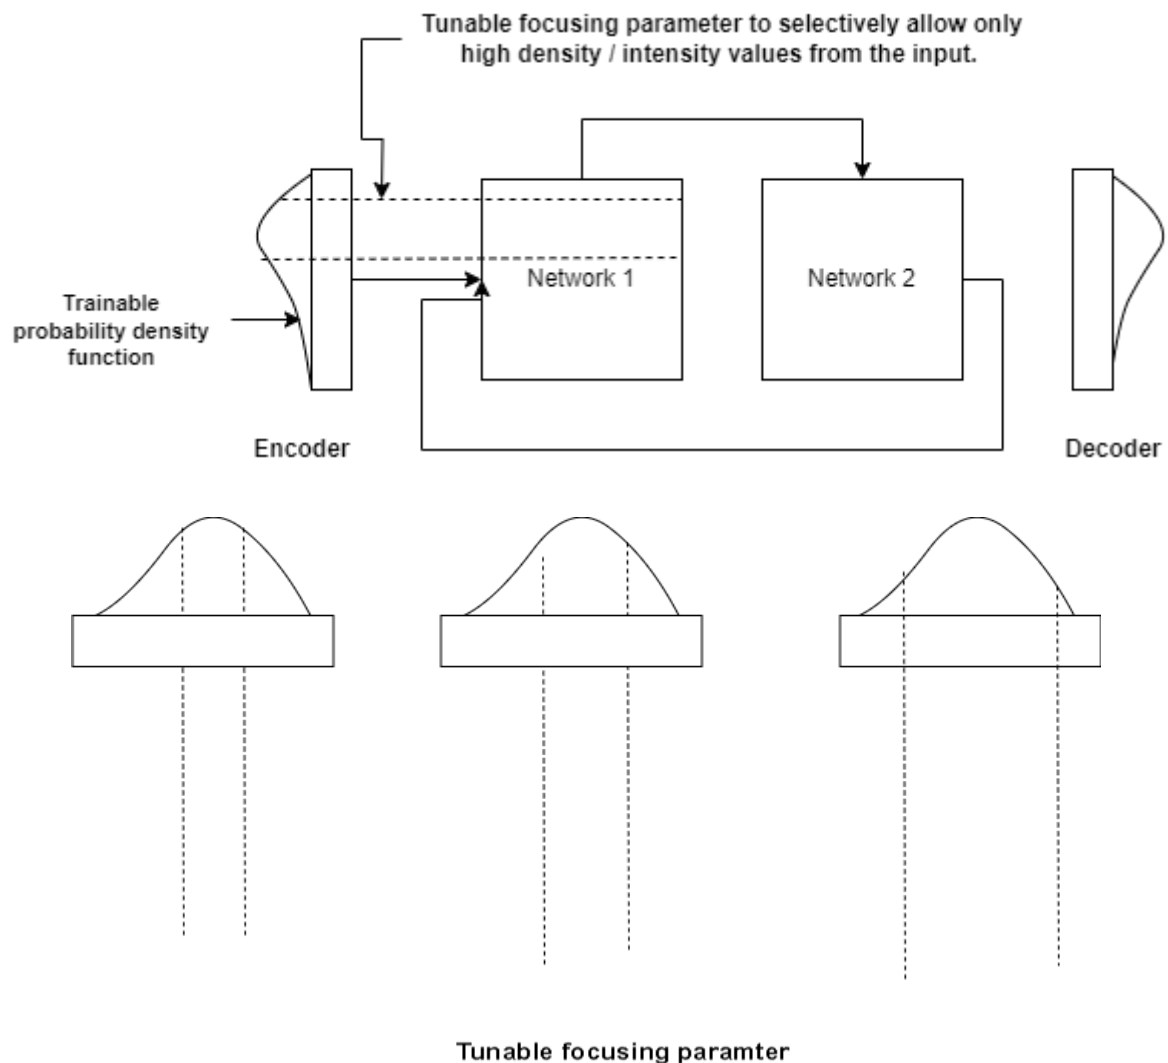 Tunable focusing parameter to selectively allow only
high density / intensity values from the input.
Network 1
Network 2
Trainable
probability density
function
Encoder
Decoder
Tunable focusing paramter